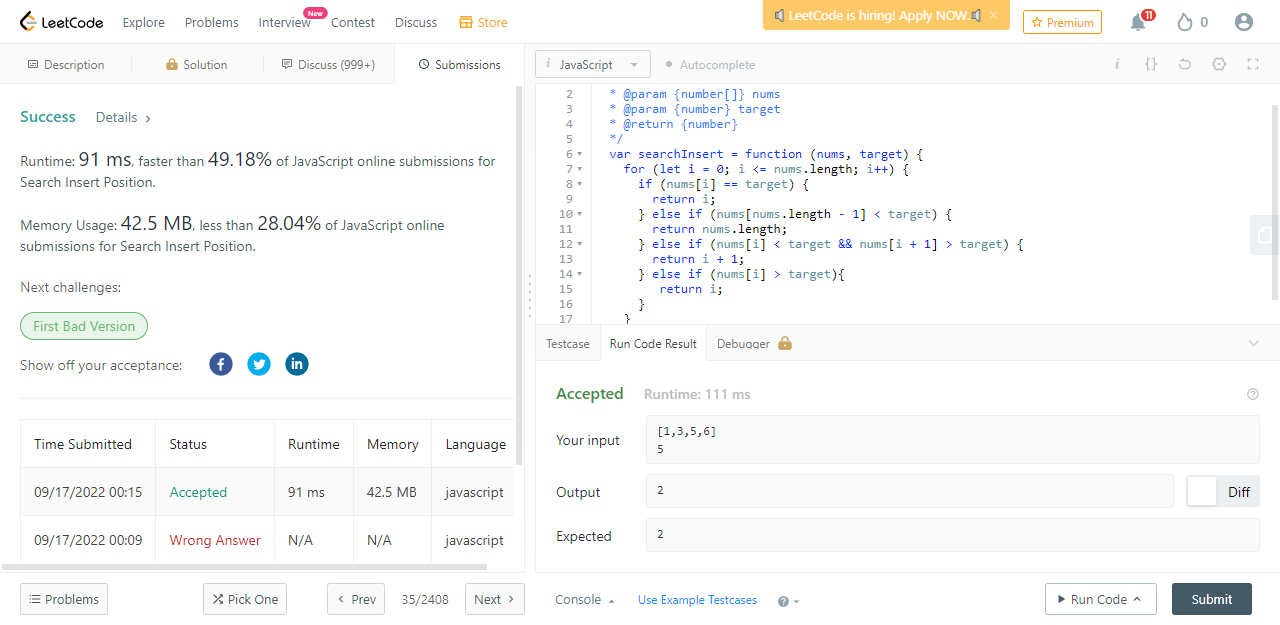 LeetCode Explore Problems Interview New Contest Discuss Store LeetCode is hiring! Apply NOW. × Premium 11 0
Description Solution Discuss (999+) Submissions
Success Details >
Runtime: 91 ms, faster than 49.18% of JavaScript online submissions for
Search Insert Position.
Memory Usage: 42.5 MB, less than 28.04% of JavaScript online
submissions for Search Insert Position.
Next challenges:
First Bad Version
Show off your acceptance:
Time Submitted Status Runtime Memory Language
09/17/2022 00:15 Accepted 91 ms 42.5 MB javascript
09/17/2022 00:09 Wrong Answer N/A N/A javascript
Problems Pick One < Prev 35/2408 Next >
i JavaScript Autocomplete i {}
2 * @param {number[]} nums
3 * @param {number} target
4 * @return {number}
5 */
6 var searchInsert = function (nums, target) {
7 for (let i = 0; i <= nums.length; i++) {
8 if (nums[i] == target) {
9 return i;
10 } else if (nums[nums.length - 1] < target) {
11 return nums.length;
12 } else if (nums[i] < target && nums[i + 1] > target) {
13 return i + 1;
14 } else if (nums[i] > target){
15 return i;
16 }
17 }
Testcase Run Code Result Debugger
Accepted Runtime: 111 ms
Your input [1,3,5,6]
5
Output 2 Diff
Expected 2
Console Use Example Testcases ? Run Code Submit